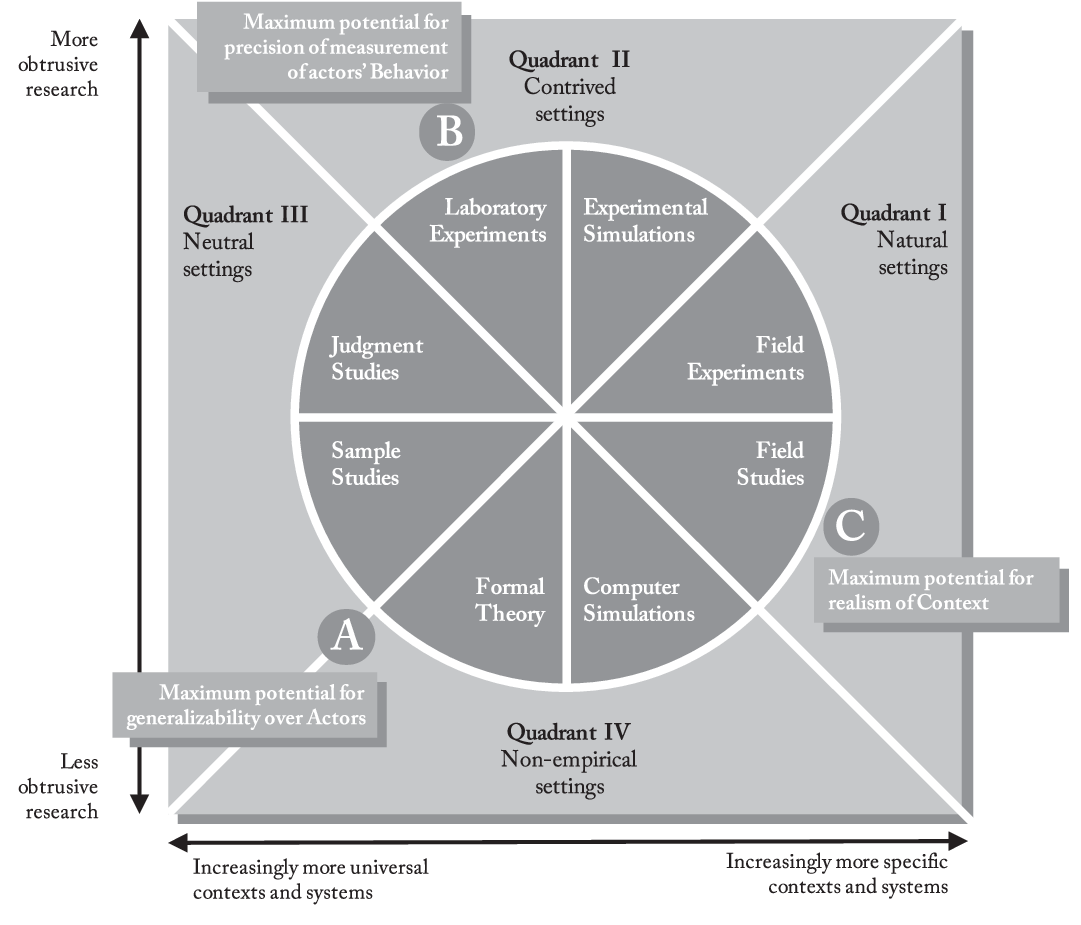 More
obtrusive
research
Maximum potential for
precision of measurement
of actors’ Behavior
B
Quadrant II
Contrived
settings
Quadrant III
Neutral
settings
Quadrant I
Natural
settings
Laboratory
Experiments
Experimental
Simulations
Judgment
Studies
Field
Experiments
Sample
Studies
Field
Studies
Formal
Theory
Computer
Simulations
C
Maximum potential for
realism of Context
A
Maximum potential for
generalizability over Actors
Quadrant IV
Non-empirical
settings
Less
obtrusive
research
Increasingly more universal
contexts and systems
Increasingly more specific
contexts and systems